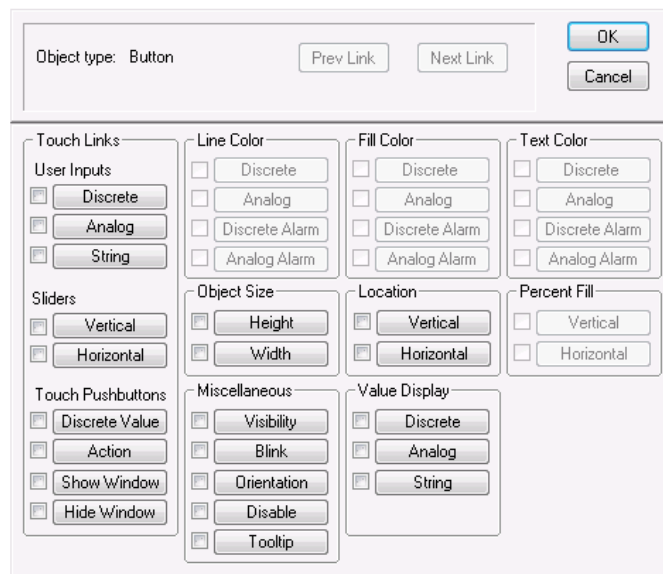 Object type: Button
Prev Link
Next Link
OK
Cancel
Touch Links
User Inputs
Discrete
Analog
String
Sliders
Vertical
Horizontal
Touch Pushbuttons
Discrete Value
Action
Show Window
Hide Window
Line Color
Discrete
Analog
Discrete Alarm
Analog Alarm
Object Size
Height
Width
Miscellaneous
Visibility
Blink
Orientation
Disable
Tooltip
Fill Color
Discrete
Analog
Discrete Alarm
Analog Alarm
Location
Vertical
Horizontal
Value Display
Discrete
Analog
String
Text Color
Discrete
Analog
Discrete Alarm
Analog Alarm
Percent Fill
Vertical
Horizontal